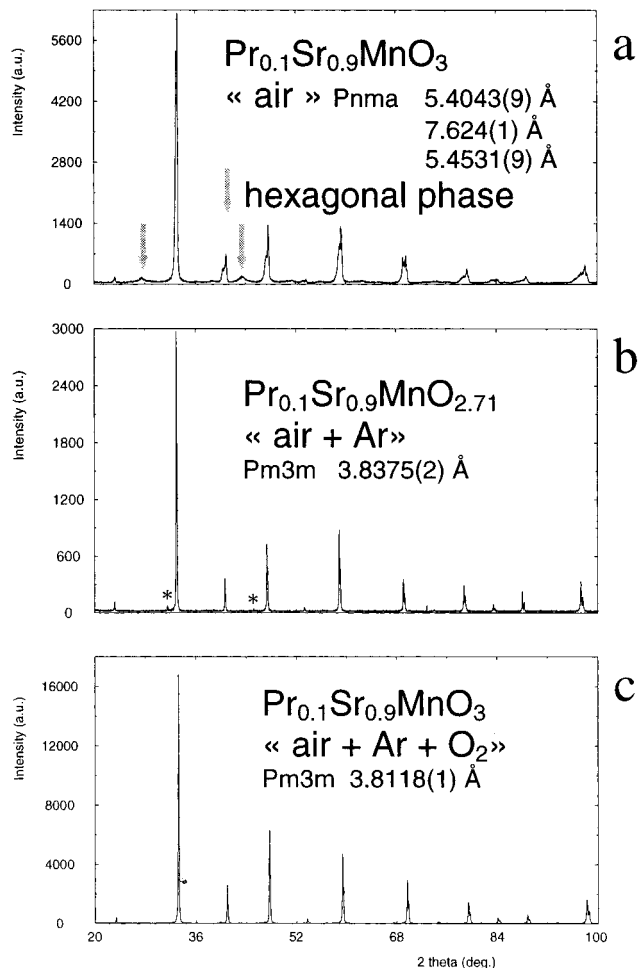 a
Pr0.1Sr0.9MnO3
« air » Pnma 5.4043(9) Å
7.624(1) Å
5.4531(9) Å
hexagonal phase
Intensity (a.u.)
5600
4200
2800
1400
0
b
Pr0.1Sr0.9MnO2.71
« air + Ar»
Pm3m 3.8375(2) Å
Intensity (a.u.)
3000
2400
1800
1200
600
0
*
*
c
Pr0.1Sr0.9MnO3
« air + Ar + O2»
Pm3m 3.8118(1) Å
Intensity (a.u.)
16000
12000
8000
4000
0
20 36 52 68 84 100
2 theta (deg.)